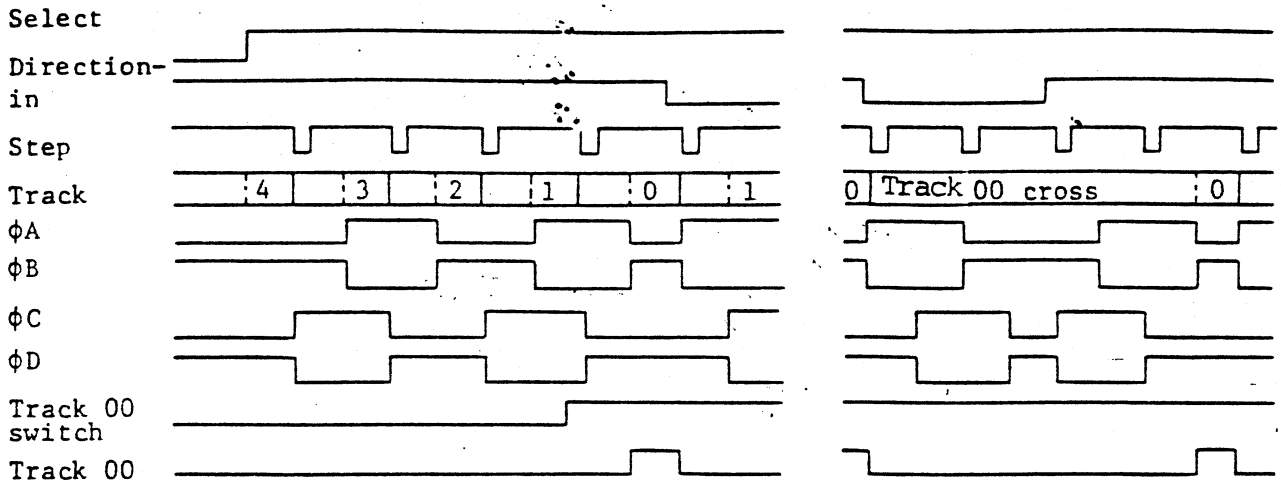 Select
Direction-
in
Step
Track 4 3 2 1 0 1 0 Track 00 cross 0
φA
φB
φC
φD
Track 00
switch
Track 00